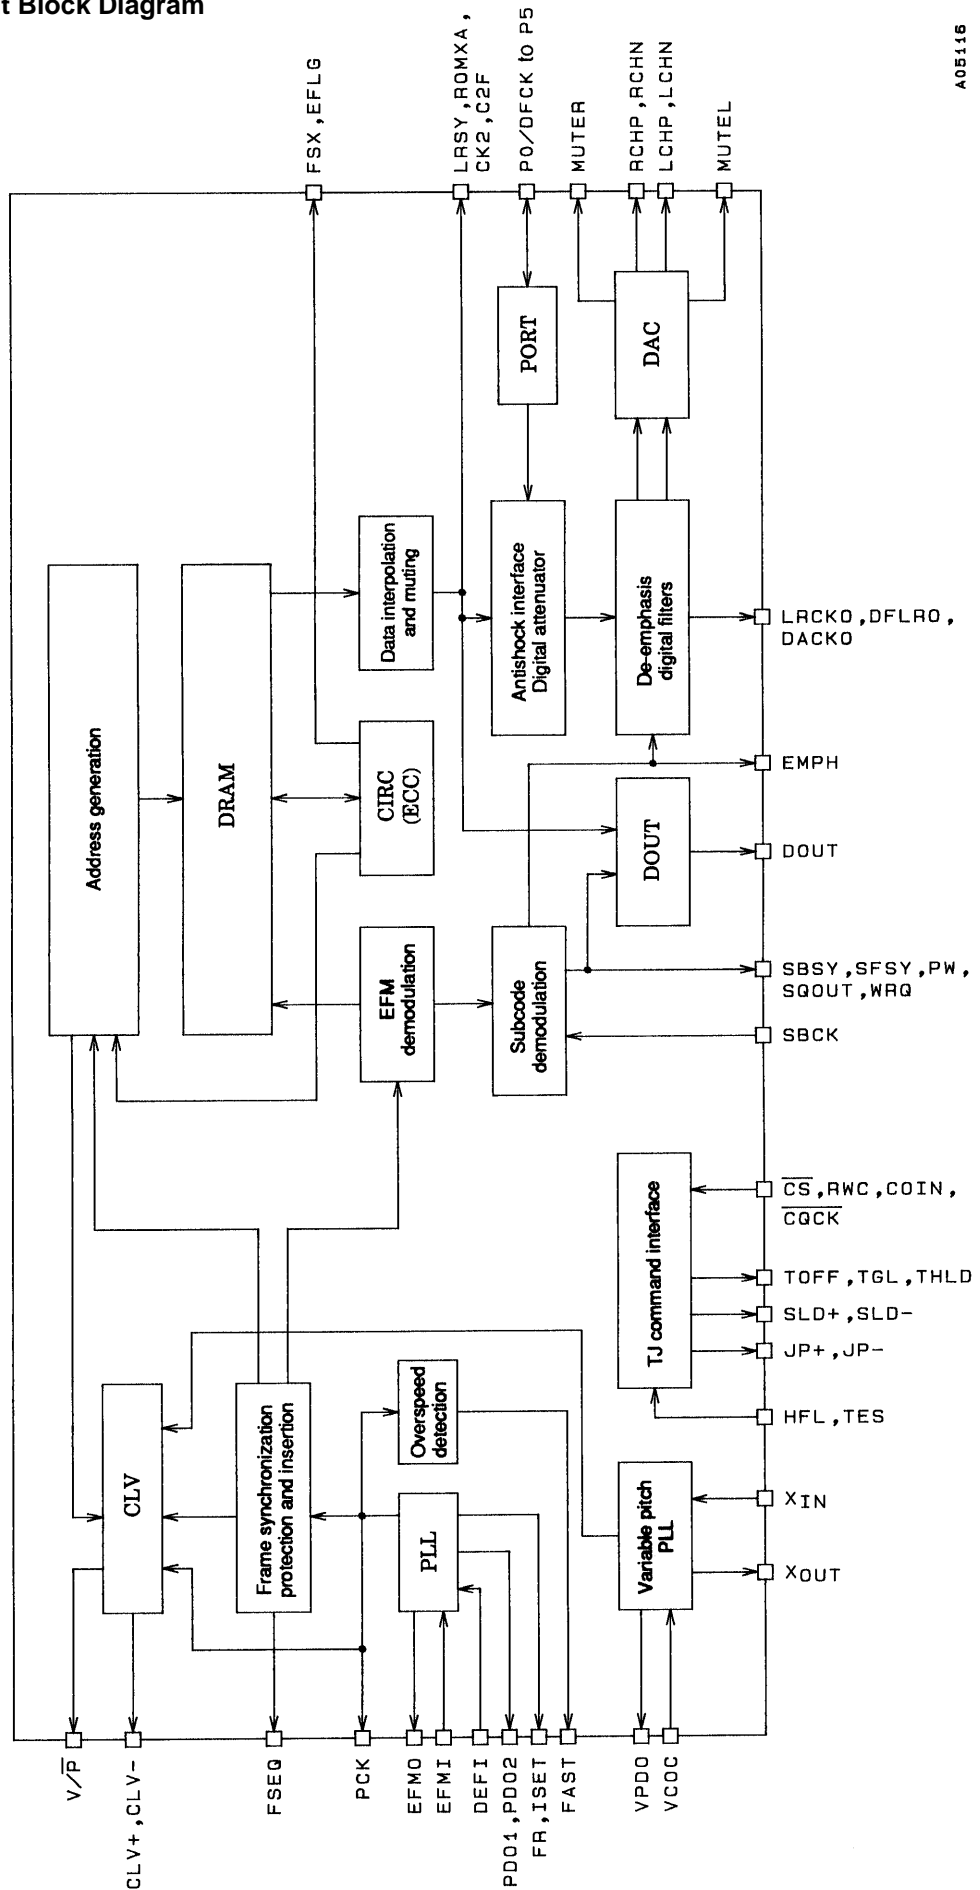 t Block Diagram
A05116
FSX,EFLG
LRSY,ROMXA,
CK2,C2F
P0/DFCK to P5
MUTER
RCHP,RCHN
LCHP,LCHN
MUTEL
Address generation
DRAM
Data interpolation
and muting
CIRC
(ECC)
EFM
demodulation
PORT
DAC
Antishock interface
Digital attenuator
De-emphasis
digital filters
DOUT
Subcode
demodulation
LRCKO,DFLRO,
DACKO
EMPH
DOUT
SBSY,SFSY,PW,
SQOUT,WRQ
SBCK
CS,RWC,COIN,
CQCK
TOFF,TGL,THLD
SLD+,SLD-
JP+,JP-
HFL,TES
XIN
XOUT
TJ command interface
Variable pitch
PLL
Overspeed
detection
PLL
Frame synchronization
protection and insertion
CLV
V/P
CLV+,CLV-
FSEQ
PCK
EFMO
EFMI
DEFI
PDO1,PDO2
FR,ISET
FAST
VPDO
VCOC